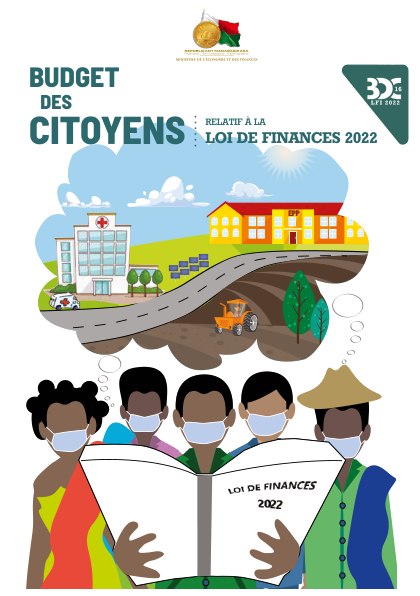 REPOBLIKAN'I MADAGASIKARA
MINISTERE DE L'ECONOMIE ET DES FINANCES
BUDGET
DES
CITOYENS
RELATIF À LA
LOI DE FINANCES 2022
BDC
16
LFI 2022
EPP
LOI DE FINANCES
2022